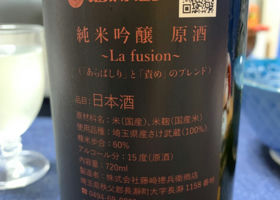 純米吟醸 原酒
~La fusion~
(「あらばしり」と「責め」のブレンド)
品目:日本酒
原材料名:米(国産)、米麹(国産米)
使用品種:埼玉県産さけ武蔵(100%)
精米歩合:60%
アルコール分:15度(原酒)
内容量:720ml
製造者:株式会社藤﨑摠兵衛商店
埼玉県秩父郡長瀞町大字長瀞1158番地